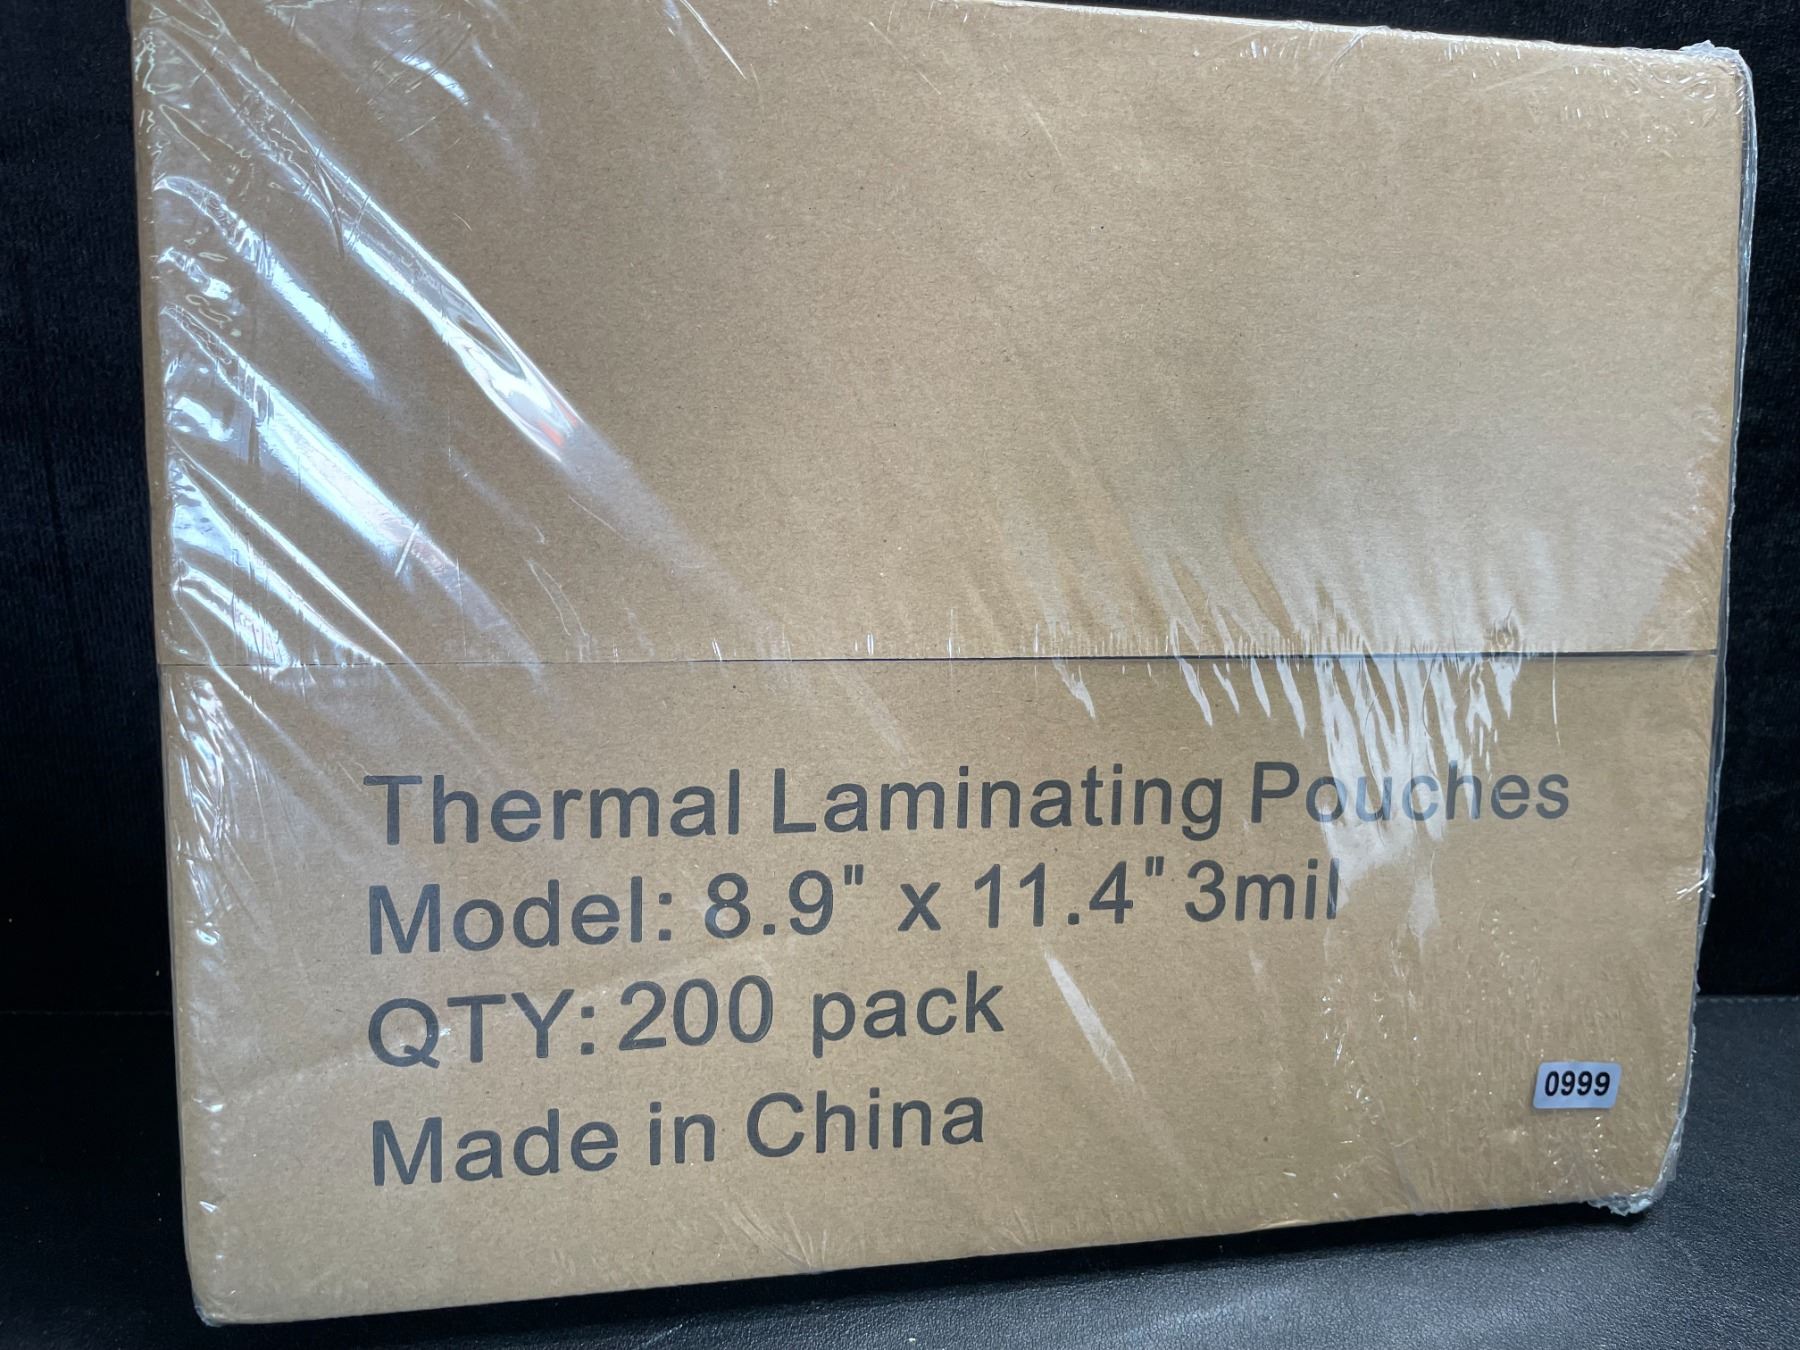 Thermal Laminating Pouches
Model: 8.9" x 11.4" 3mil
QTY: 200 pack
Made in China
0999